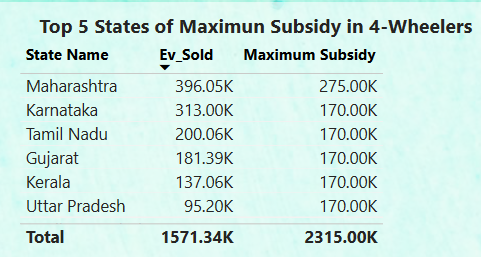 Top 5 States of Maximun Subsidy in 4-Wheelers
State Name Ev_Sold Maximum Subsidy
Maharashtra 396.05K 275.00K
Karnataka 313.00K 170.00K
Tamil Nadu 200.06K 170.00K
Gujarat 181.39K 170.00K
Kerala 137.06K 170.00K
Uttar Pradesh 95.20K 170.00K
Total 1571.34K 2315.00K